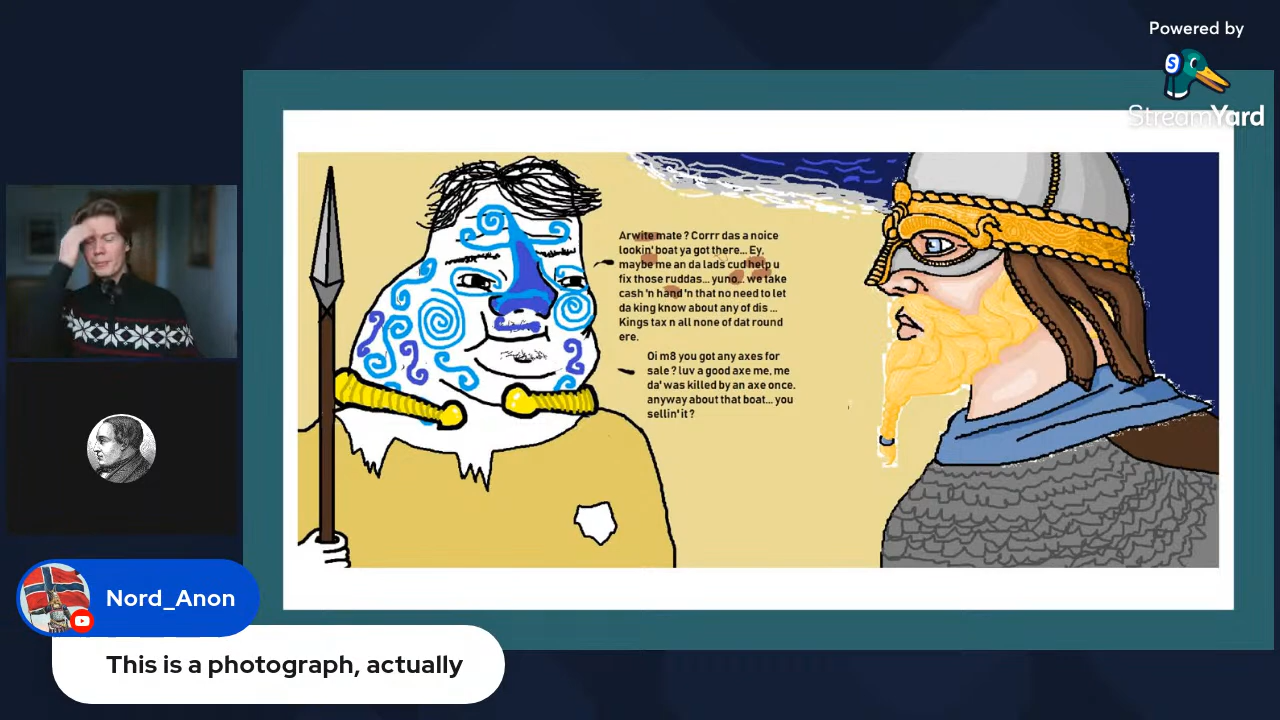 Powered by
StreamYard
Arwite mate ? Corrr das a noice
lookin' boat ya got there... Ey,
maybe me an da lads cud help u
fix those ruddas... yuno... we take
cash 'n hand 'n that no need to let
da king know about any of dis ...
Kings tax n all none of dat round
ere.
Oi m8 you got any axes for
sale ? luv a good axe me, me
da' was killed by an axe once.
anyway about that boat... you
sellin' it ?
Nord_Anon
This is a photograph, actually